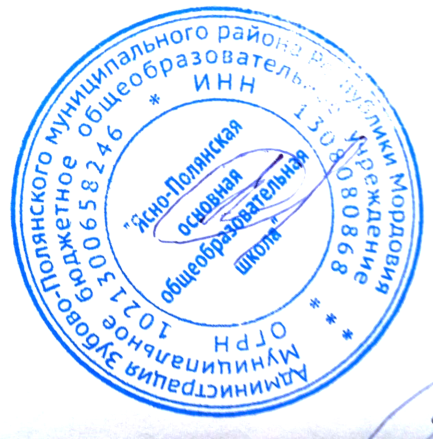 Администрация Зубово-Полянского муниципального района Республики Мордовия
Муниципальное бюджетное общеобразовательное учреждение
* ИНН 1308080868 * * * ОГРН 1021300658246
"Ясно-Полянская
основная
общеобразовательная
школа"